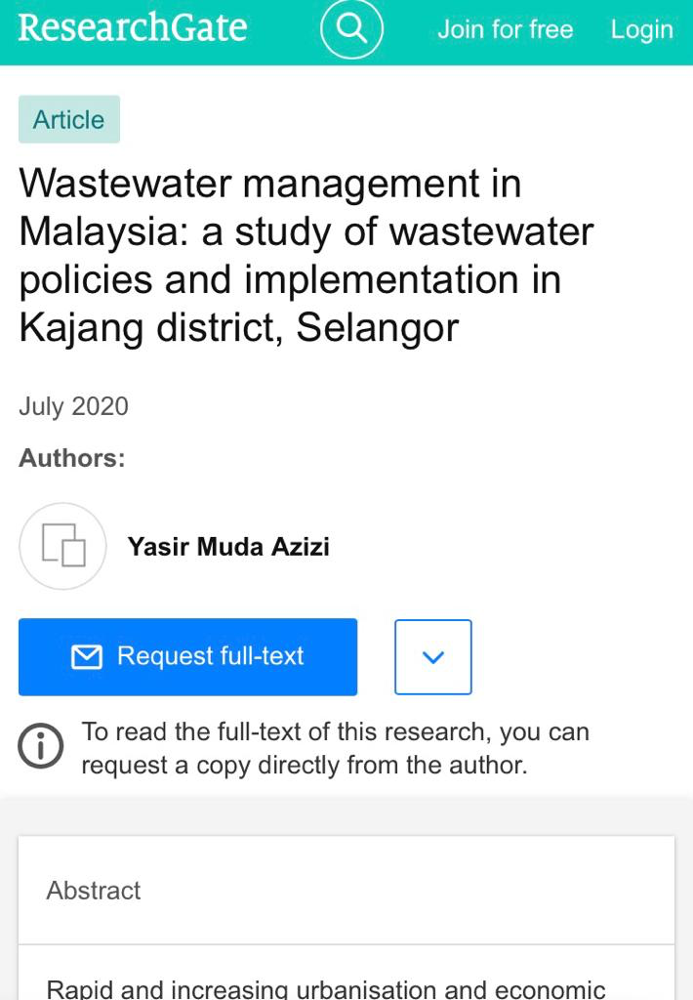 ResearchGate
Join for free
Login
Article
Wastewater management in
Malaysia: a study of wastewater
policies and implementation in
Kajang district, Selangor
July 2020
Authors:
Yasir Muda Azizi
Request full-text
To read the full-text of this research, you can
request a copy directly from the author.
Abstract
Rapid and increasing urbanisation and economic